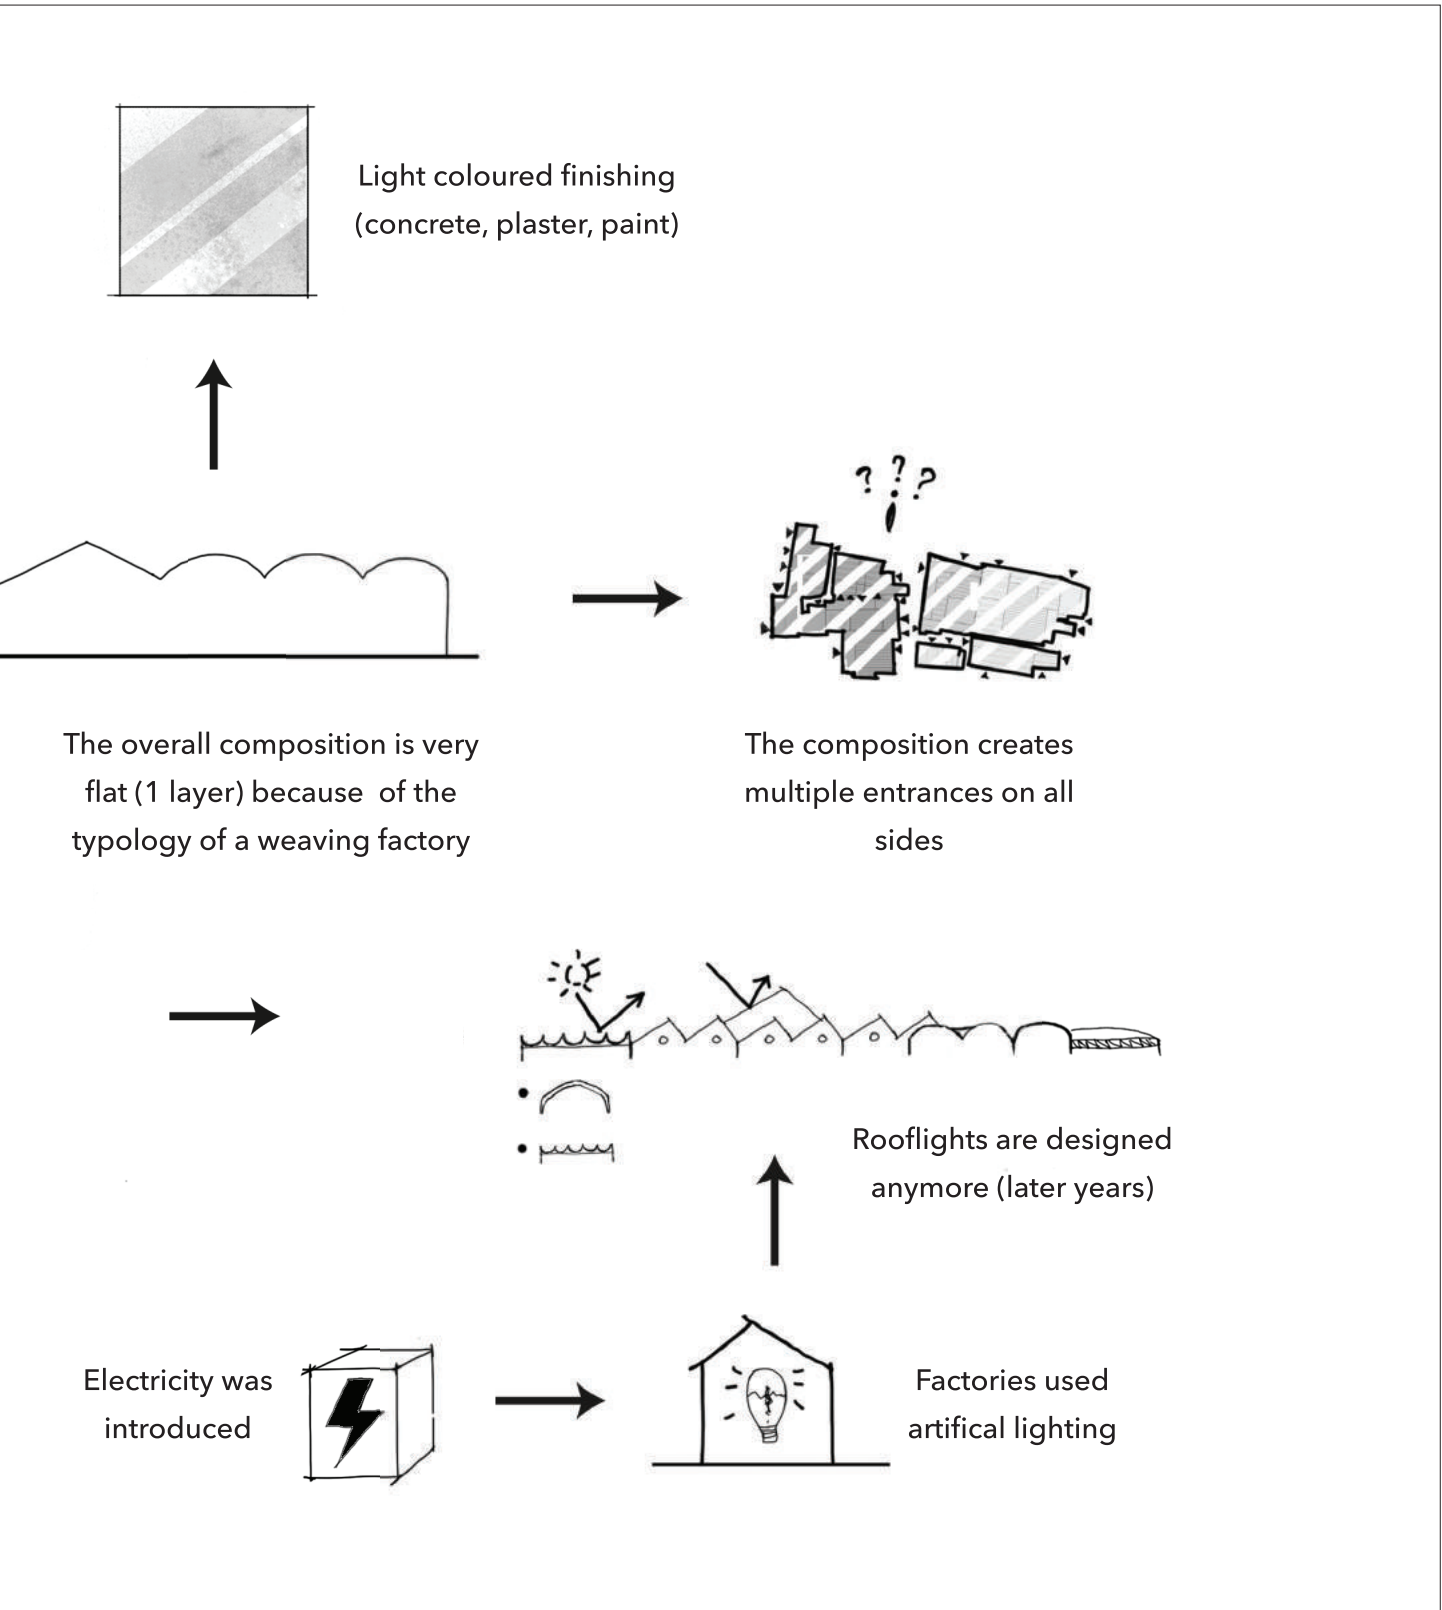 Light coloured finishing
(concrete, plaster, paint)
? ? ?
The overall composition is very
flat (1 layer) because  of the
typology of a weaving factory
The composition creates
multiple entrances on all
sides
Rooflights are designed
anymore (later years)
Electricity was
introduced
Factories used
artifical lighting